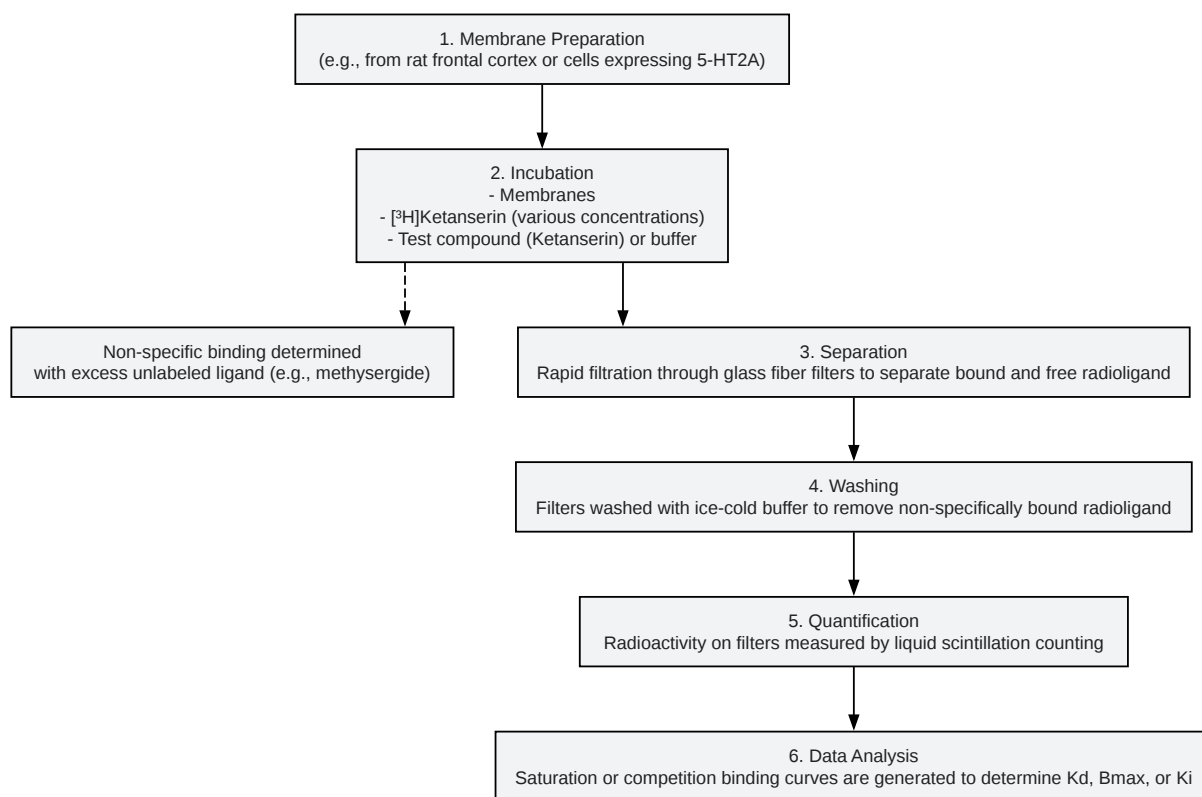 1. Membrane Preparation
(e.g., from rat frontal cortex or cells expressing 5-HT2A)
2. Incubation
- Membranes
- [³H]Ketanserin (various concentrations)
- Test compound (Ketanserin) or buffer
Non-specific binding determined
with excess unlabeled ligand (e.g., methysergide)
3. Separation
Rapid filtration through glass fiber filters to separate bound and free radioligand
4. Washing
Filters washed with ice-cold buffer to remove non-specifically bound radioligand
5. Quantification
Radioactivity on filters measured by liquid scintillation counting
6. Data Analysis
Saturation or competition binding curves are generated to determine Kd, Bmax, or Ki